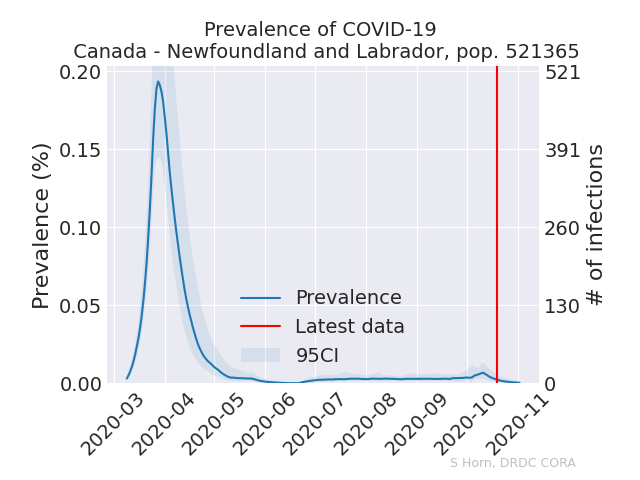 Prevalence of COVID-19
Canada - Newfoundland and Labrador, pop. 521365
0.20
0.15
0.10
0.05
0.00
Prevalence (%)
521
391
260
130
0
# of infections
Prevalence
Latest data
95CI
2020-03
2020-04
2020-05
2020-06
2020-07
2020-08
2020-09
2020-10
2020-11
S Horn, DRDC CORA